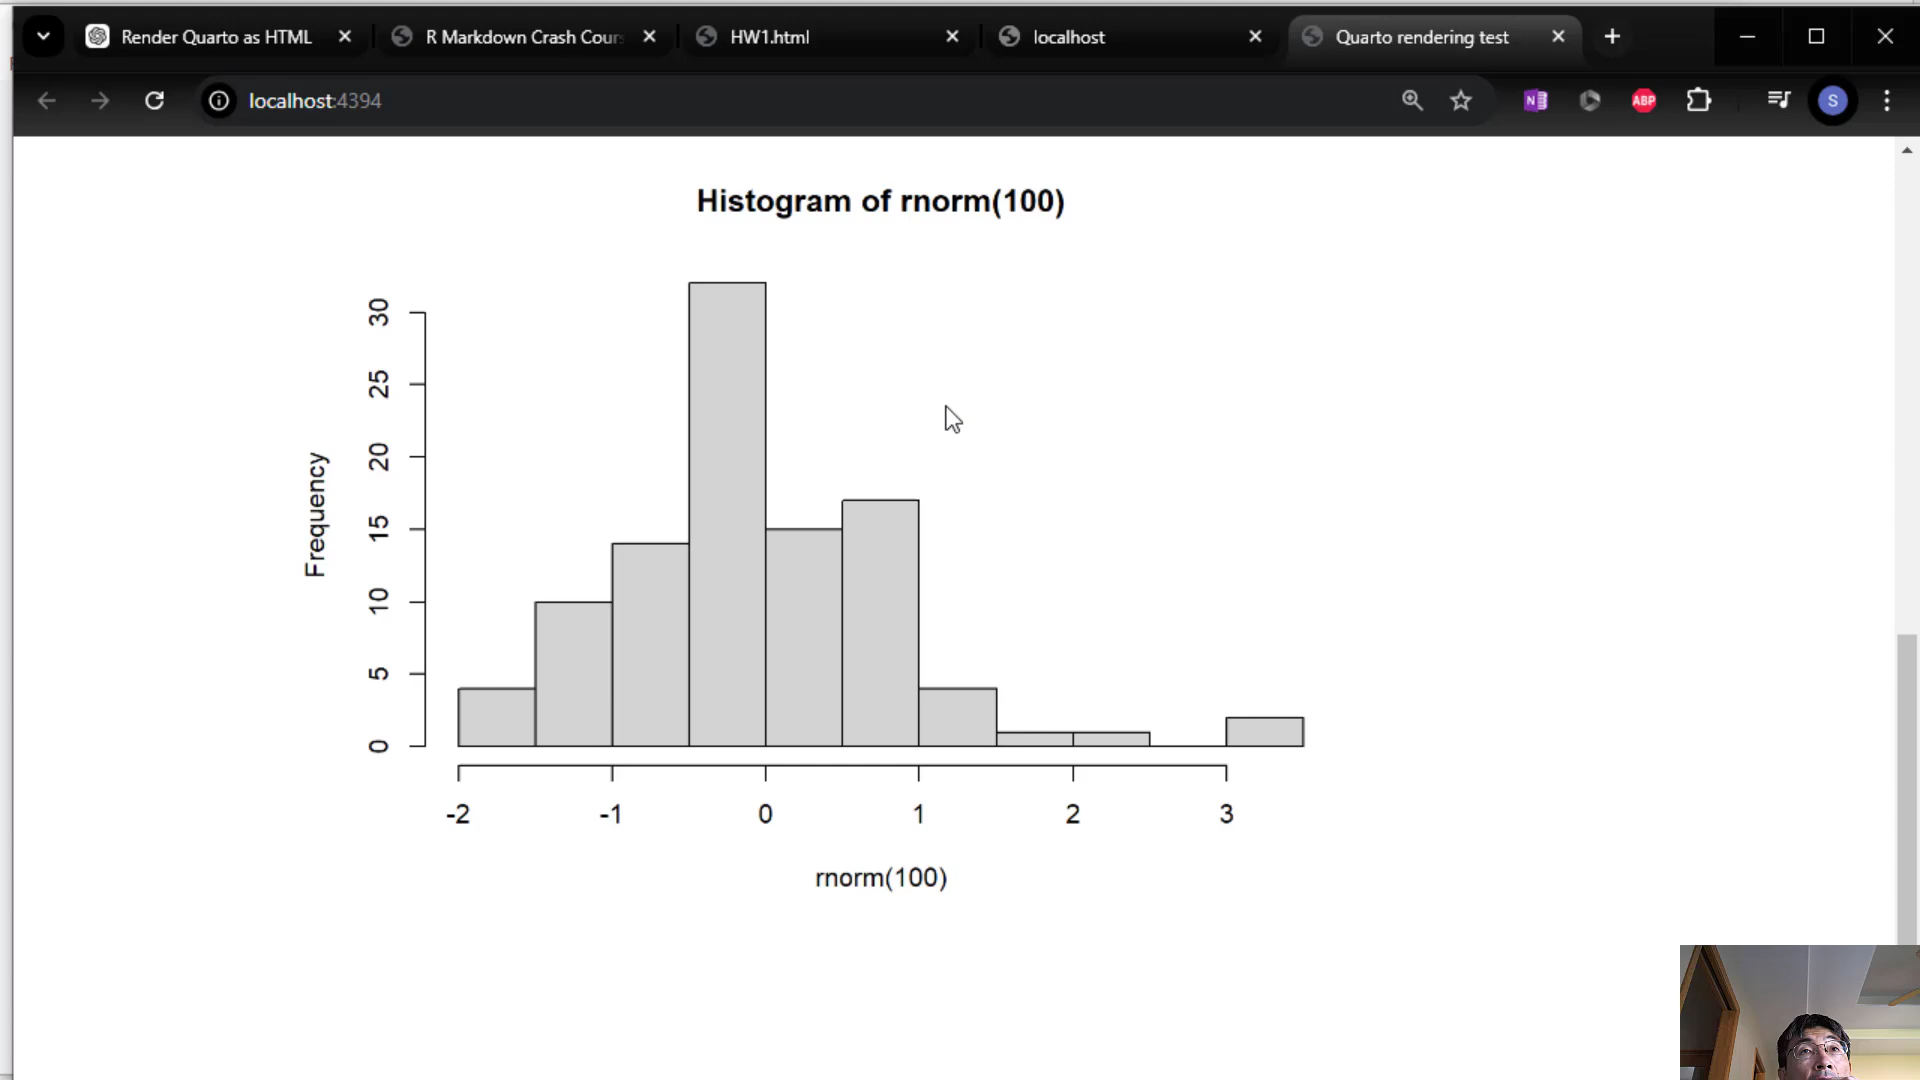 Render Quarto as HTML
R Markdown Crash Cour
HW1.html
localhost
Quarto rendering test
localhost:4394
N
ABP
S
Histogram of rnorm(100)
Frequency
30
25
20
15
10
5
0
-2 -1 0 1 2 3
rnorm(100)